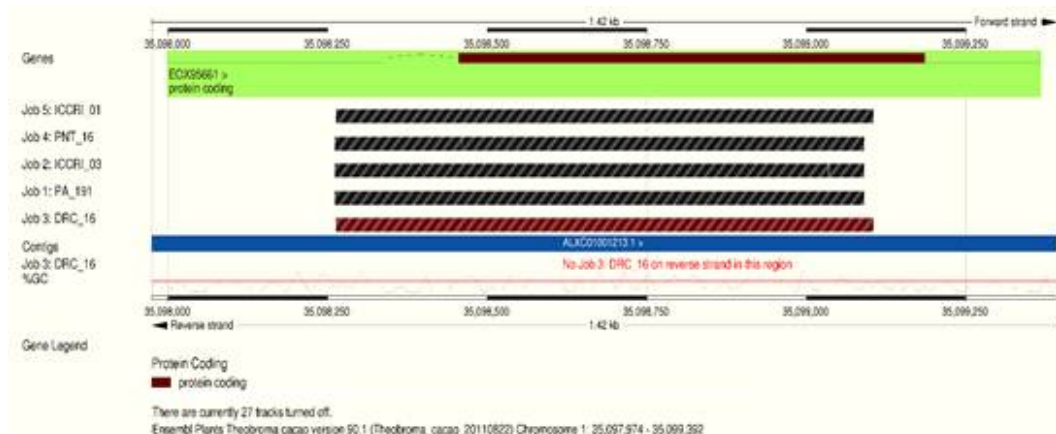 1.42 kb
Forward strand
35,098,000 35,098,250 35,098,500 35,098,750 35,099,000 35,099,250
Genes
EOX95661 >
protein coding
Job 5: ICCRI_01
Job 4: PNT_16
Job 2: ICCRI_03
Job 1: PA_191
Job 3: DRC_16
Contigs
ALXC01001213.1 >
Job 3: DRC_16
No Job 3: DRC_16 on reverse strand in this region
%GC
35,098,000 35,098,250 35,098,500 35,098,750 35,099,000 35,099,250
Reverse strand
1.42 kb
Gene Legend
Protein Coding
protein coding
There are currently 27 tracks turned off.
Ensembl Plants Theobroma cacao version 90.1 (Theobroma_cacao_20110822) Chromosome 1: 35,097,974 - 35,099,392